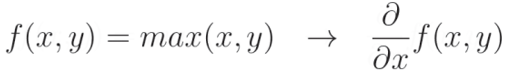 f(x, y) = max(x, y) → ∂/∂x f(x, y)